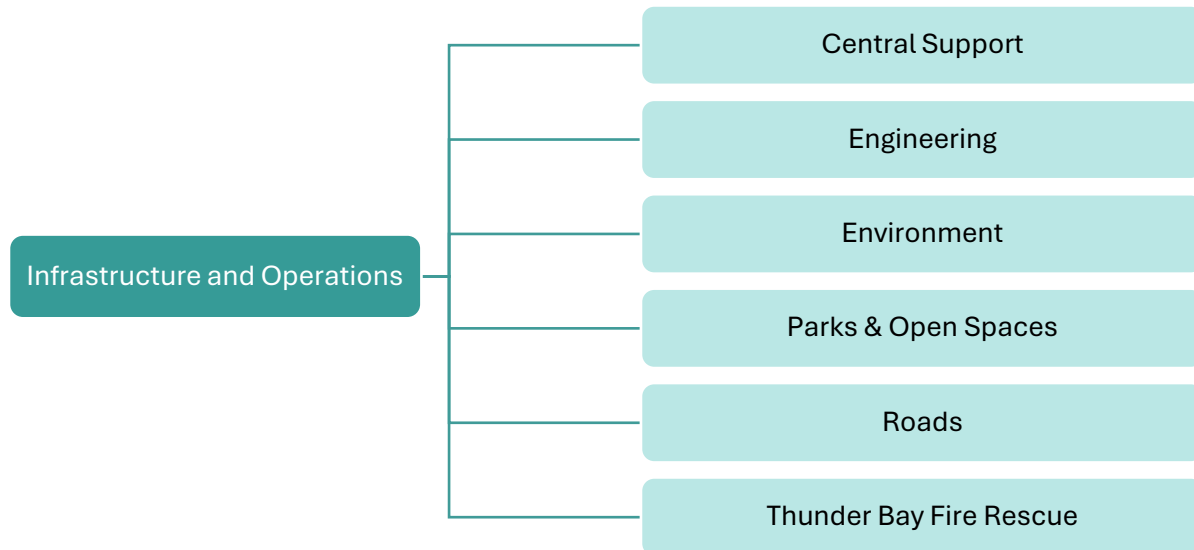 Central Support
Engineering
Environment
Infrastructure and Operations
Parks & Open Spaces
Roads
Thunder Bay Fire Rescue